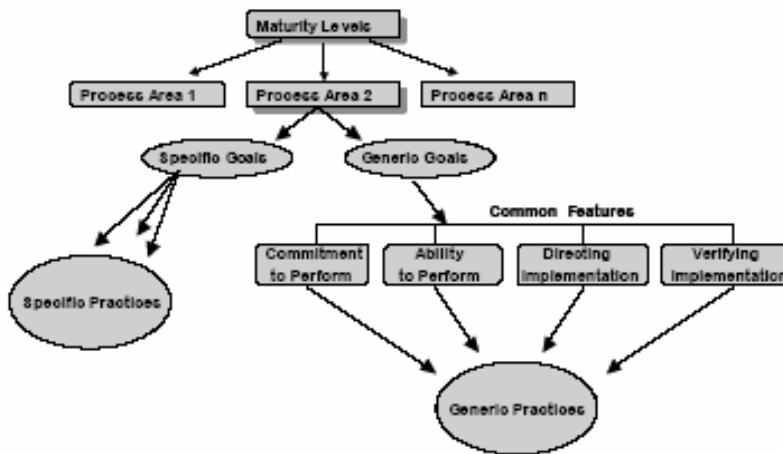 Maturity Levels
Process Area 1
Process Area 2
Process Area n
Specific Goals
Generic Goals
Common Features
Commitment
to Perform
Ability
to Perform
Directing
Implementation
Verifying
Implementation
Specific Practices
Generic Practices